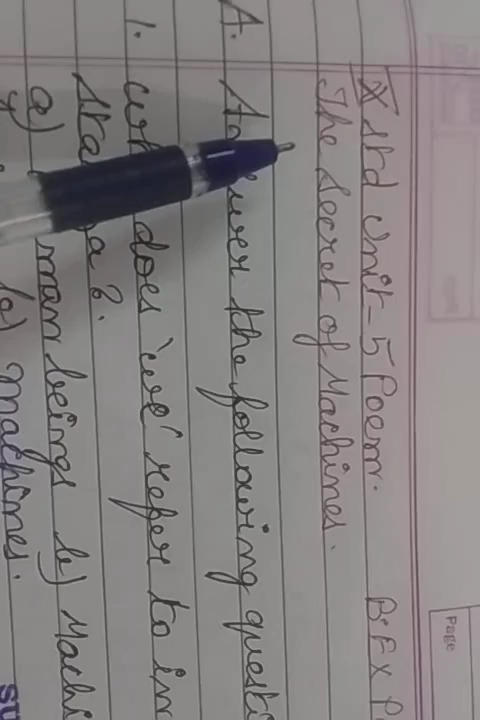 X std Unit-5 Poem. B.F X P
The Secret of Machines.
A. Answer the following questi
1. does 'we' refer to in
a?.
a) man beings b) Machi
c) machines.
Page